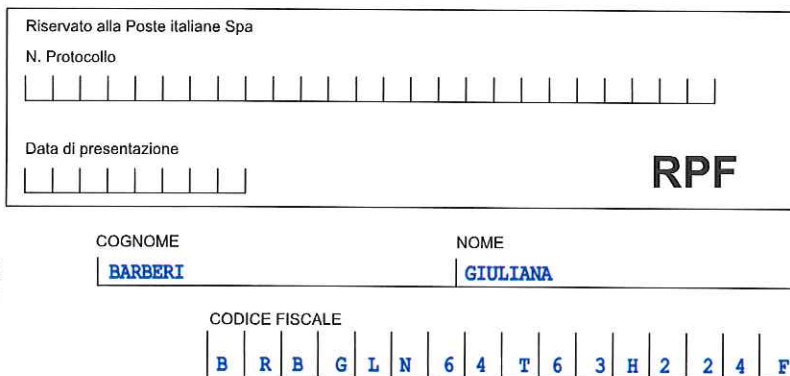 Riservato alla Poste italiane Spa
N. Protocollo
Data di presentazione
RPF
COGNOME
NOME
BARBERI
GIULIANA
CODICE FISCALE
B R B G L N 6 4 T 6 3 H 2 2 4 F